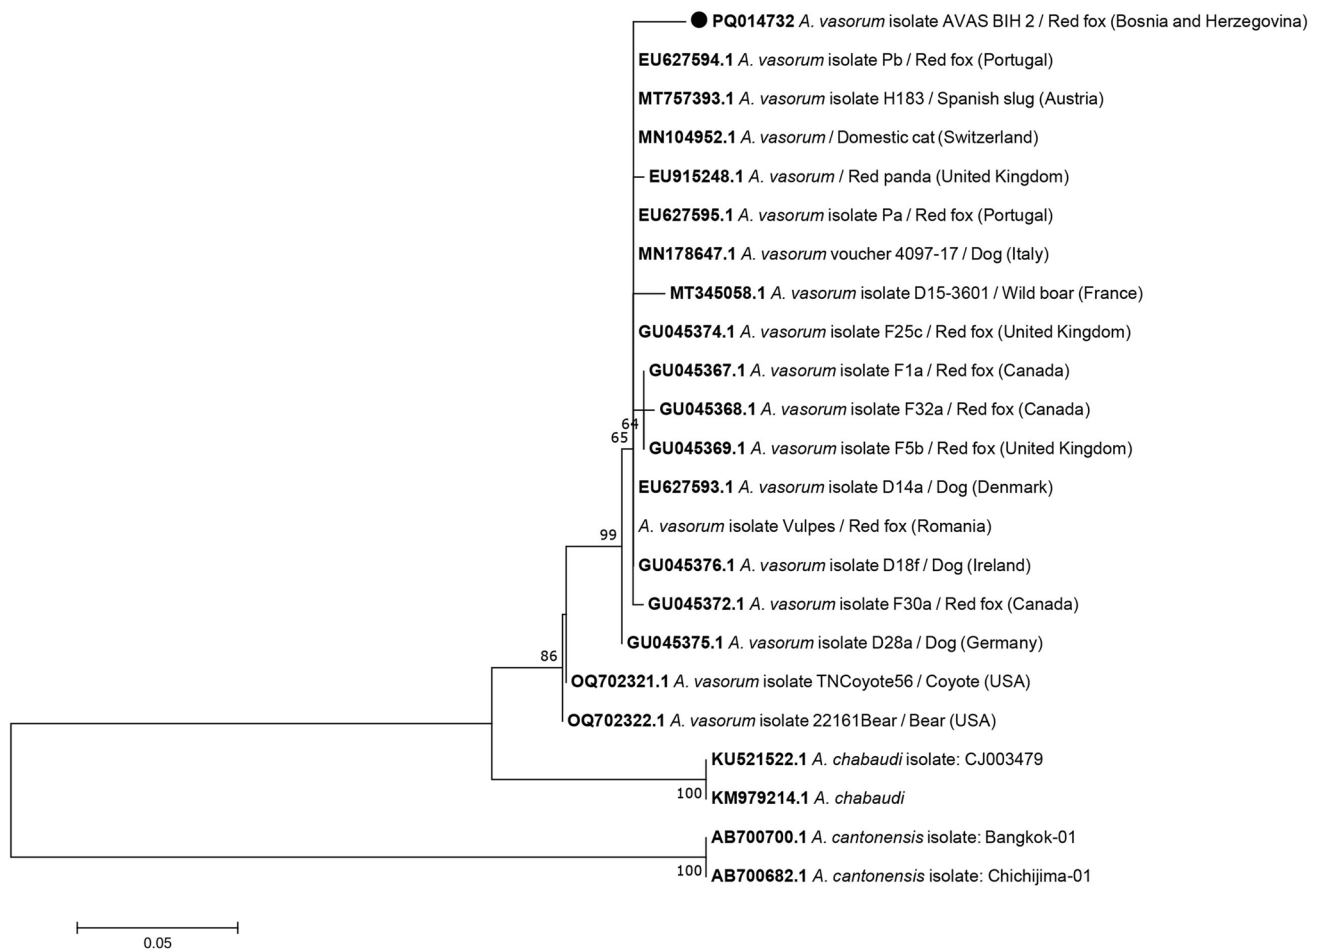 PQ014732 A. vasorum isolate AVAS BIH 2 / Red fox (Bosnia and Herzegovina)
EU627594.1 A. vasorum isolate Pb / Red fox (Portugal)
MT757393.1 A. vasorum isolate H183 / Spanish slug (Austria)
MN104952.1 A. vasorum / Domestic cat (Switzerland)
EU915248.1 A. vasorum / Red panda (United Kingdom)
EU627595.1 A. vasorum isolate Pa / Red fox (Portugal)
MN178647.1 A. vasorum voucher 4097-17 / Dog (Italy)
MT345058.1 A. vasorum isolate D15-3601 / Wild boar (France)
GU045374.1 A. vasorum isolate F25c / Red fox (United Kingdom)
GU045367.1 A. vasorum isolate F1a / Red fox (Canada)
GU045368.1 A. vasorum isolate F32a / Red fox (Canada)
64
65
GU045369.1 A. vasorum isolate F5b / Red fox (United Kingdom)
EU627593.1 A. vasorum isolate D14a / Dog (Denmark)
A. vasorum isolate Vulpes / Red fox (Romania)
99
GU045376.1 A. vasorum isolate D18f / Dog (Ireland)
GU045372.1 A. vasorum isolate F30a / Red fox (Canada)
GU045375.1 A. vasorum isolate D28a / Dog (Germany)
86
OQ702321.1 A. vasorum isolate TNCoyote56 / Coyote (USA)
OQ702322.1 A. vasorum isolate 22161Bear / Bear (USA)
KU521522.1 A. chabaudi isolate: CJ003479
100
KM979214.1 A. chabaudi
AB700700.1 A. cantonensis isolate: Bangkok-01
100
AB700682.1 A. cantonensis isolate: Chichijima-01
0.05